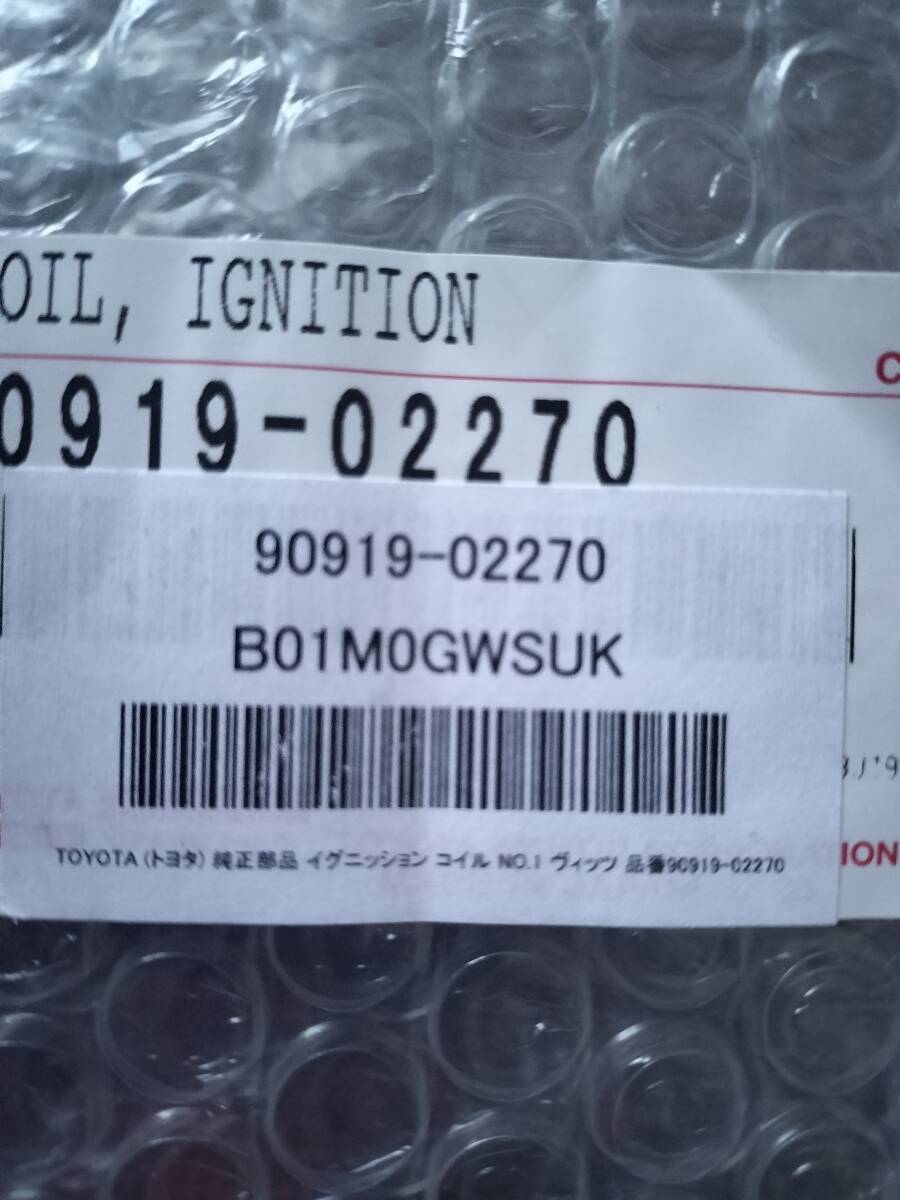 OIL, IGNITION
C
0919-02270
90919-02270
B01M0GWSUK
TOYOTA (トヨタ) 純正部品 イグニッション コイル NO.1 ヴィッツ 品番90919-02270
ION